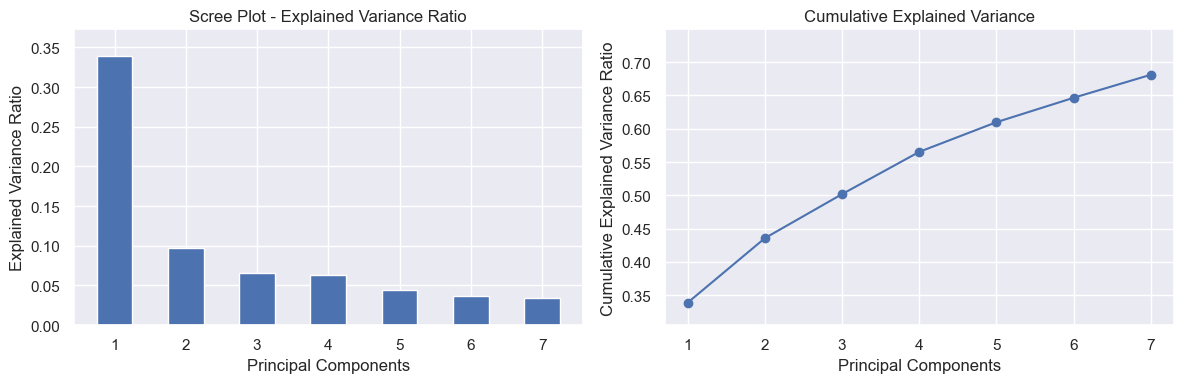 Scree Plot - Explained Variance Ratio
Explained Variance Ratio
0.35
0.30
0.25
0.20
0.15
0.10
0.05
0.00
1 2 3 4 5 6 7
Principal Components
Cumulative Explained Variance
Cumulative Explained Variance Ratio
0.70
0.65
0.60
0.55
0.50
0.45
0.40
0.35
1 2 3 4 5 6 7
Principal Components